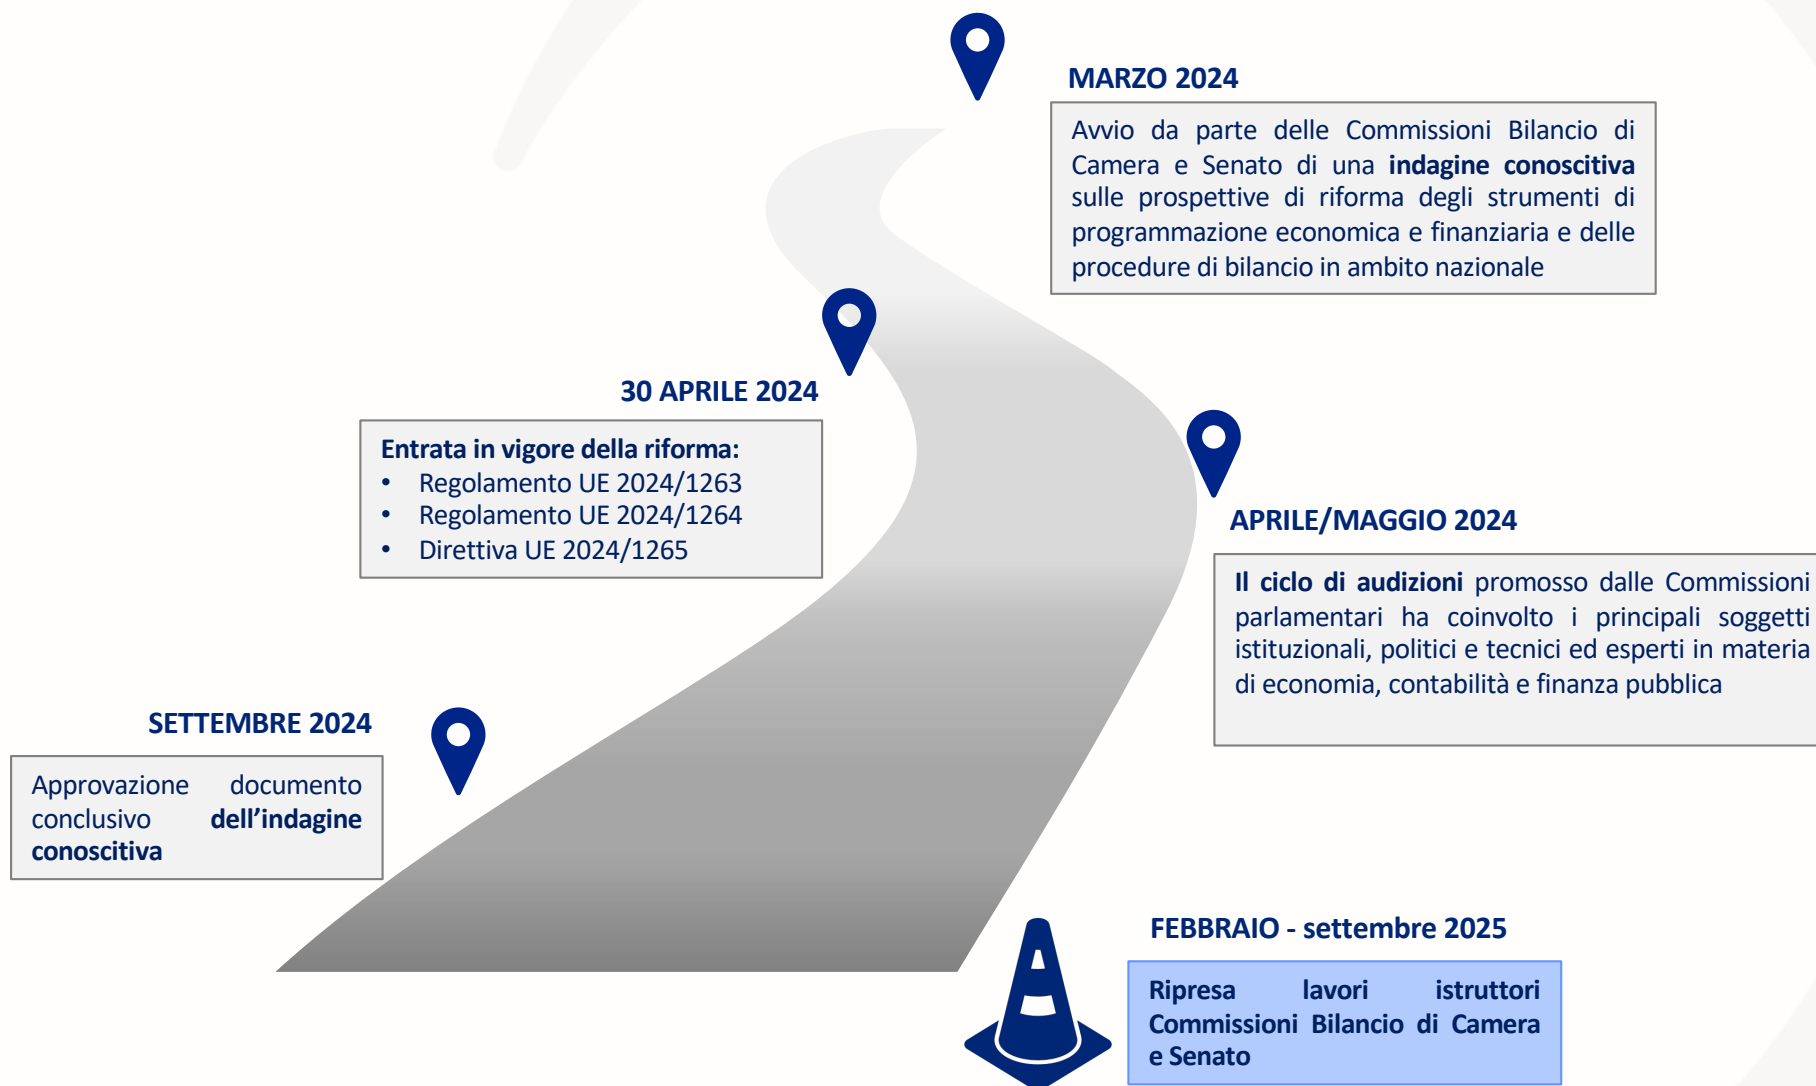 MARZO 2024
Avvio da parte delle Commissioni Bilancio di
Camera e Senato di una indagine conoscitiva
sulle prospettive di riforma degli strumenti di
programmazione economica e finanziaria e delle
procedure di bilancio in ambito nazionale
30 APRILE 2024
Entrata in vigore della riforma:
• Regolamento UE 2024/1263
• Regolamento UE 2024/1264
• Direttiva UE 2024/1265
APRILE/MAGGIO 2024
Il ciclo di audizioni promosso dalle Commissioni
parlamentari ha coinvolto i principali soggetti
istituzionali, politici e tecnici ed esperti in materia
di economia, contabilità e finanza pubblica
SETTEMBRE 2024
Approvazione documento
conclusivo dell’indagine
conoscitiva
FEBBRAIO - settembre 2025
Ripresa lavori istruttori
Commissioni Bilancio di Camera
e Senato